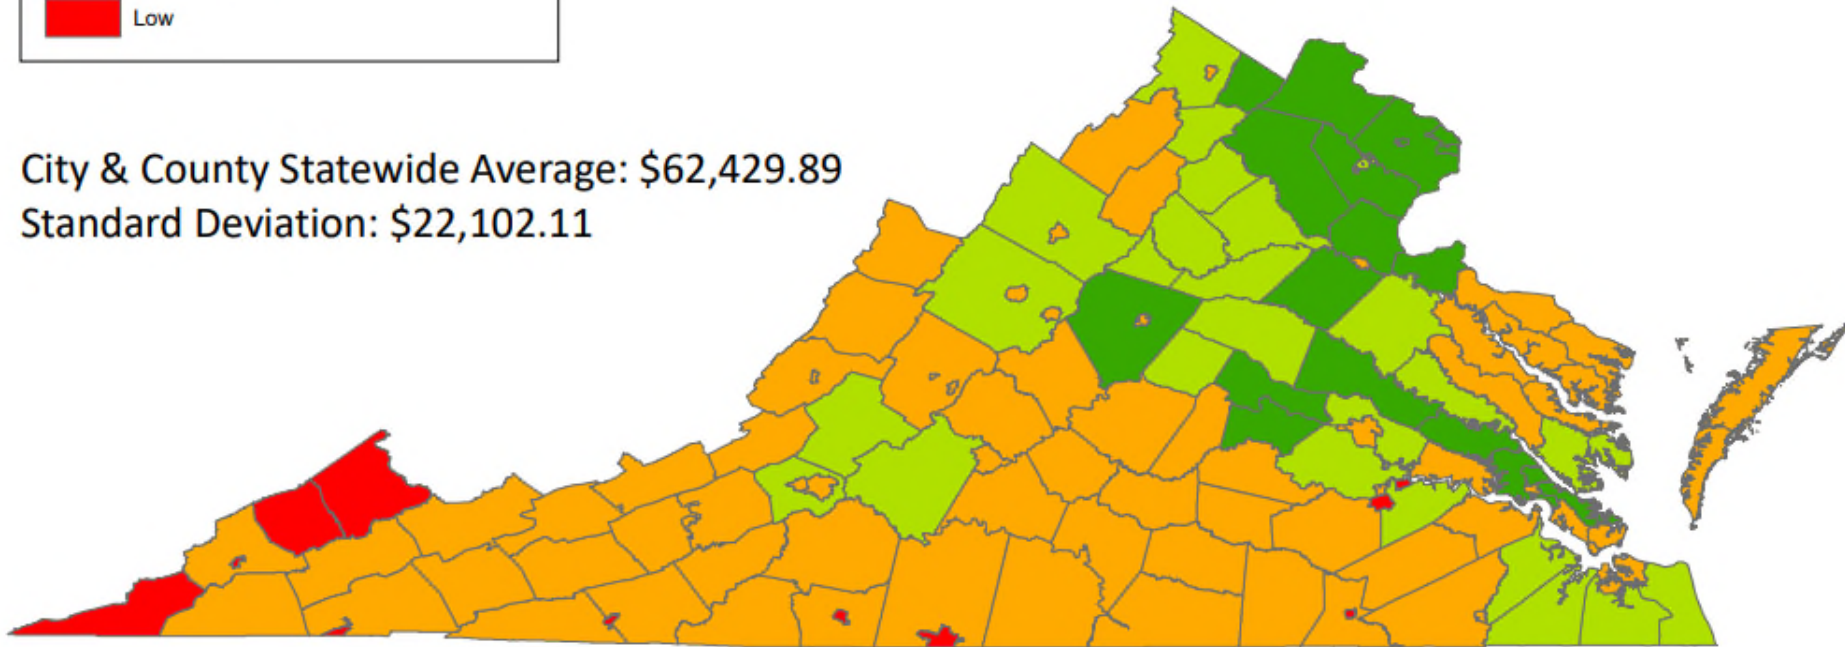 Low
City & County Statewide Average: $62,429.89
Standard Deviation: $22,102.11